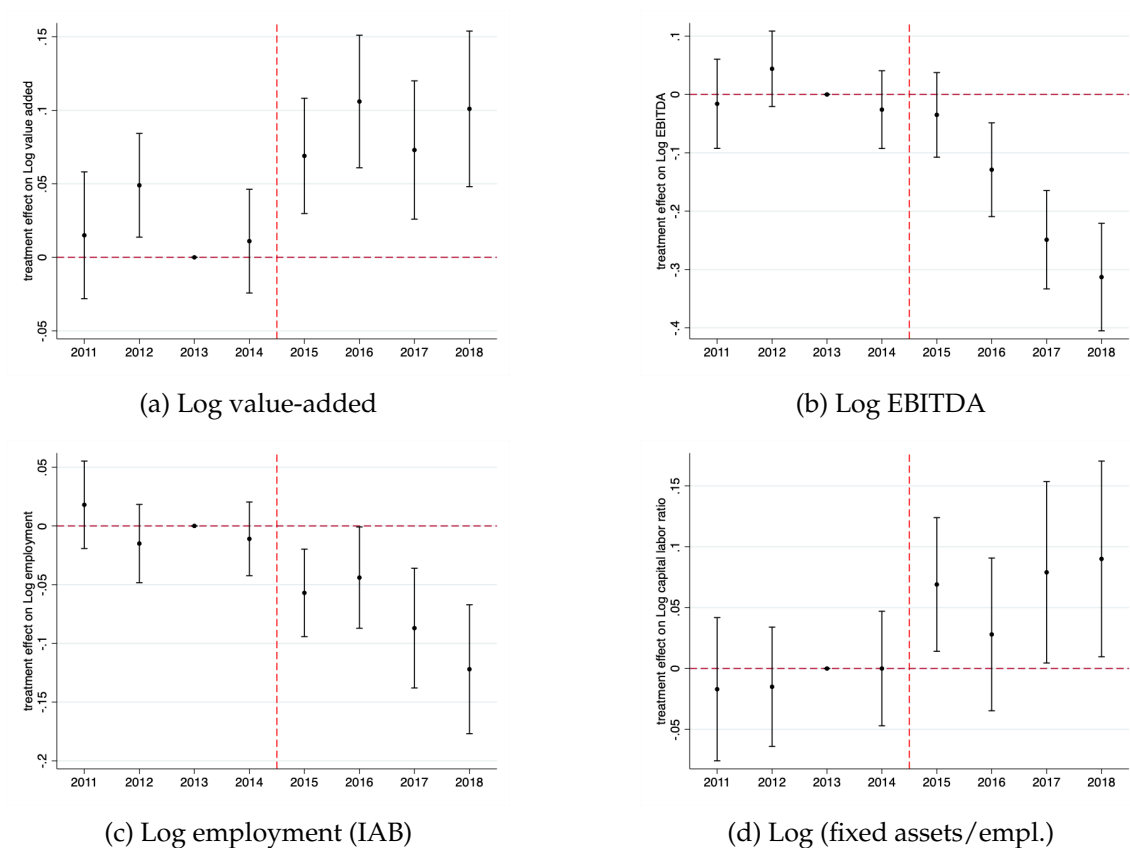 treatment effect on Log value added
.15
.1
.05
0
-.05
2011 2012 2013 2014 2015 2016 2017 2018
(a) Log value-added
treatment effect on Log EBITDA
.1
0
-.1
-.2
-.3
-.4
2011 2012 2013 2014 2015 2016 2017 2018
(b) Log EBITDA
treatment effect on Log employment
.05
0
-.05
-.1
-.15
-.2
2011 2012 2013 2014 2015 2016 2017 2018
(c) Log employment (IAB)
treatment effect on Log capital labor ratio
.15
.1
.05
0
-.05
2011 2012 2013 2014 2015 2016 2017 2018
(d) Log (fixed assets/empl.)